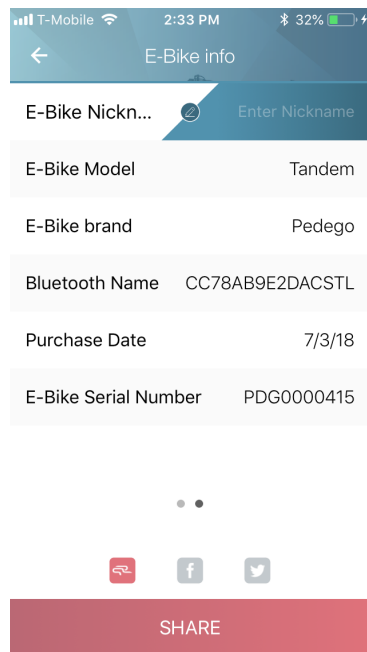 T-Mobile 2:33 PM 32%
E-Bike info
E-Bike Nickn... Enter Nickname
E-Bike Model Tandem
E-Bike brand Pedego
Bluetooth Name CC78AB9E2DACSTL
Purchase Date 7/3/18
E-Bike Serial Number PDG0000415
SHARE